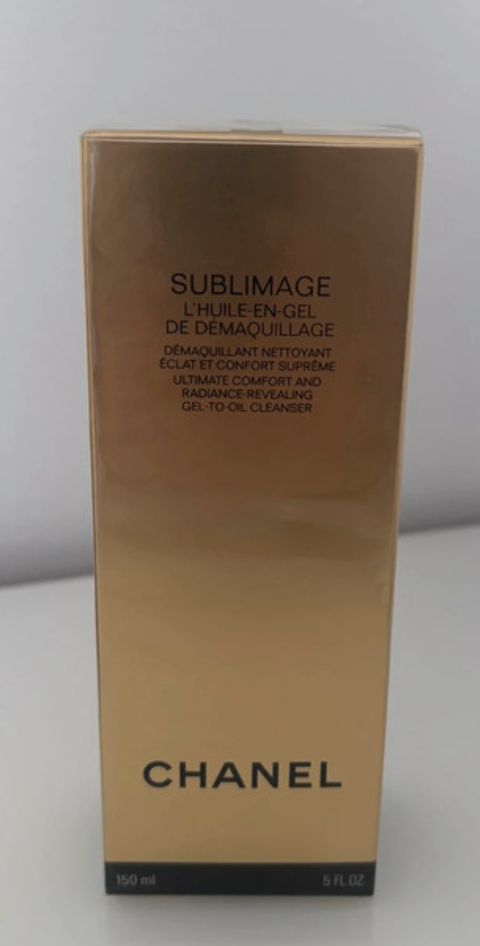 SUBLIMAGE
L'HUILE-EN-GEL
DE DÉMAQUILLAGE
DÉMAQUILLANT NETTOYANT
ÉCLAT ET CONFORT SUPRÊME
ULTIMATE COMFORT AND
RADIANCE-REVEALING
GEL-TO-OIL CLEANSER
CHANEL
150 ml 5 FL OZ